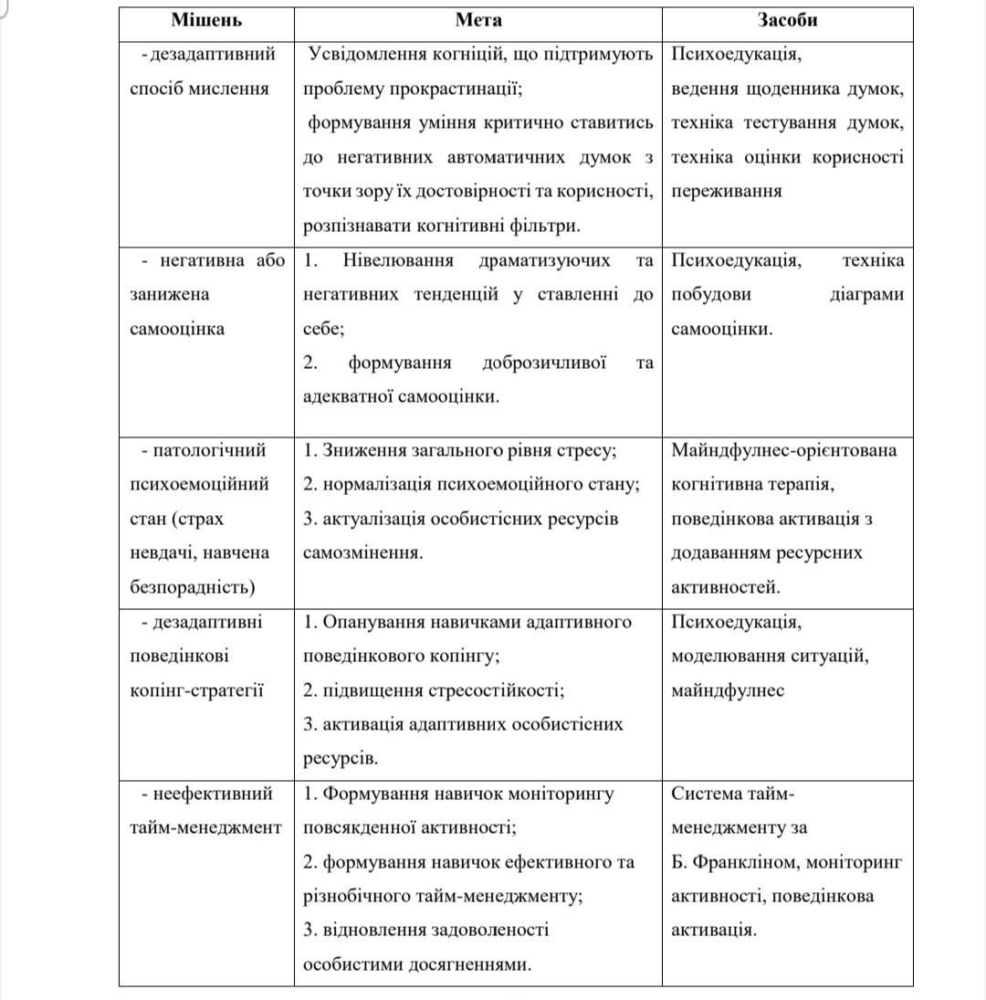 Мішень
Мета
Засоби
- дезадаптивний
спосіб мислення
Усвідомлення когніцій, що підтримують
проблему прокрастинації;
формування уміння критично ставитись
до негативних автоматичних думок з
точки зору їх достовірності та корисності,
розпізнавати когнітивні фільтри.
Психоедукація,
ведення щоденника думок,
техніка тестування думок,
техніка оцінки корисності
переживання
- негативна або
занижена
самооцінка
1. Нівелювання драматизуючих та
негативних тенденцій у ставленні до
себе;
2. формування доброзичливої та
адекватної самооцінки.
Психоедукація, техніка
побудови діаграми
самооцінки.
- патологічний
психоемоційний
стан (страх
невдачі, навчена
безпорадність)
1. Зниження загального рівня стресу;
2. нормалізація психоемоційного стану;
3. актуалізація особистісних ресурсів
самозмінення.
Майндфулнес-орієнтована
когнітивна терапія,
поведінкова активація з
додаванням ресурсних
активностей.
- дезадаптивні
поведінкові
копінг-стратегії
1. Опанування навичками адаптивного
поведінкового копінгу;
2. підвищення стресостійкості;
3. активація адаптивних особистісних
ресурсів.
Психоедукація,
моделювання ситуацій,
майндфулнес
- неефективний
тайм-менеджмент
1. Формування навичок моніторингу
повсякденної активності;
2. формування навичок ефективного та
різнобічного тайм-менеджменту;
3. відновлення задоволеності
особистими досягненнями.
Система тайм-
менеджменту за
Б. Франкліном, моніторинг
активності, поведінкова
активація.